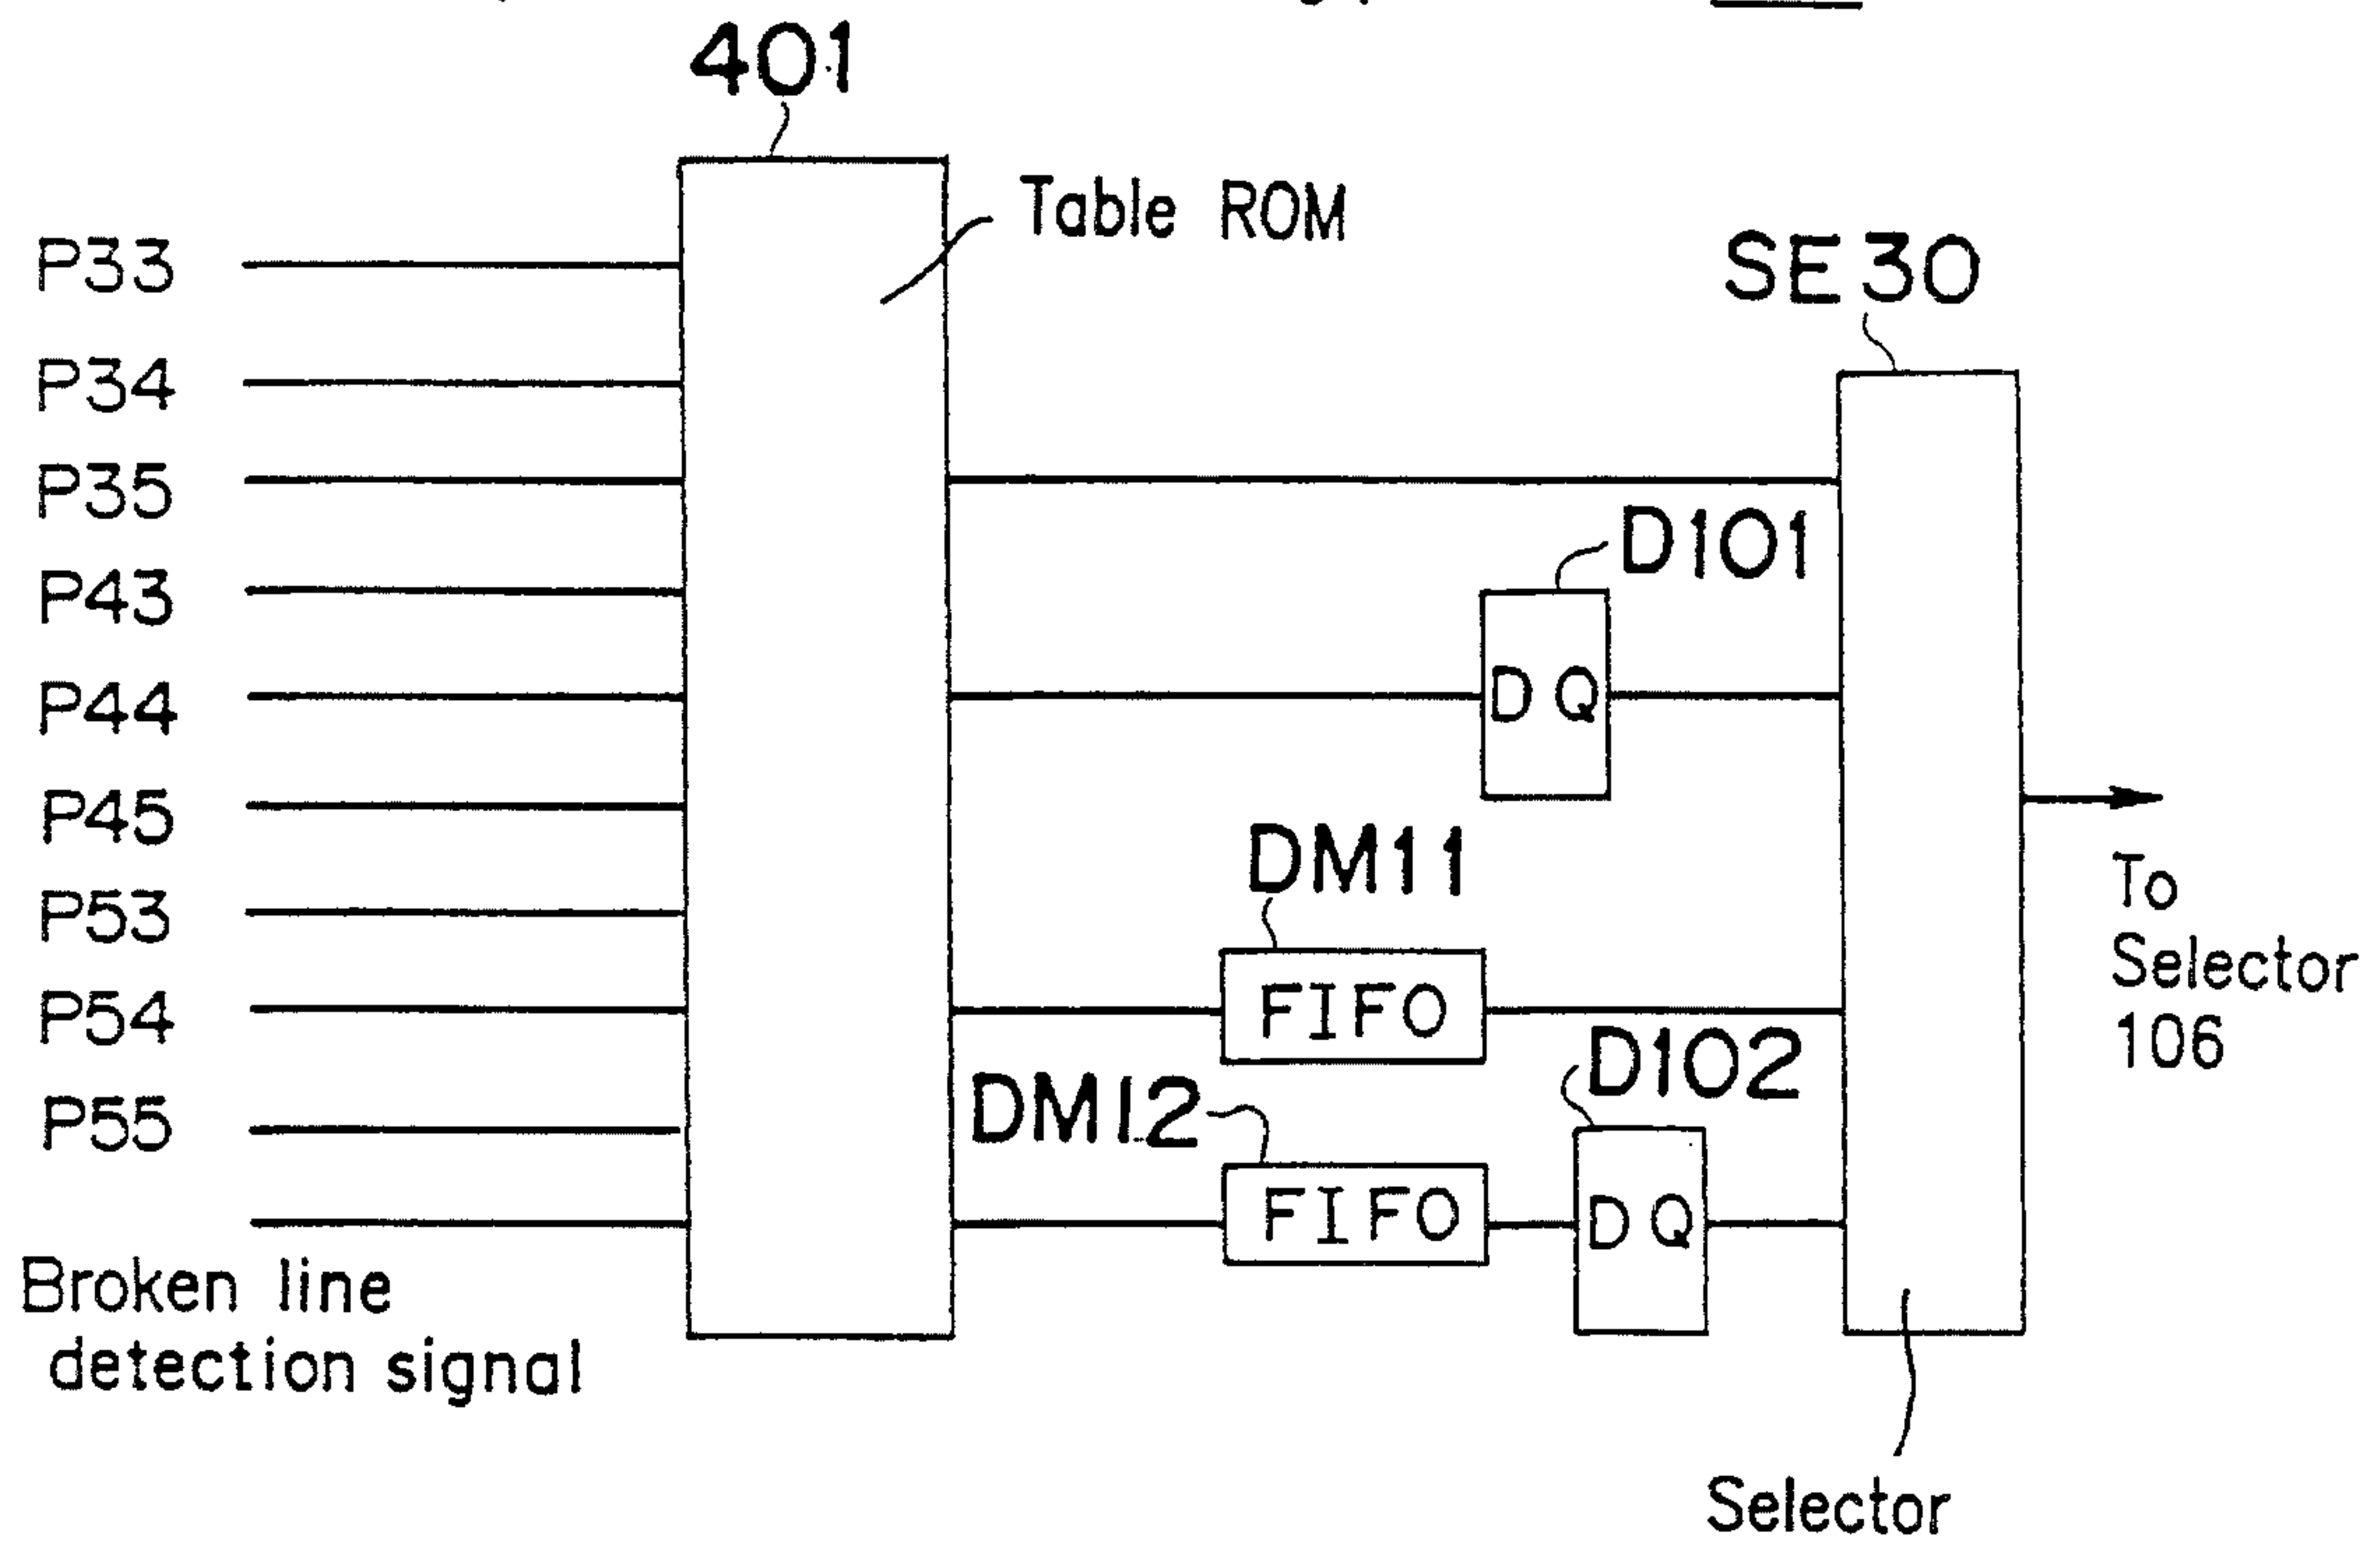 401
Table ROM
P33
SE30
P34
P35
D101
P43
P44
D Q
P45
DM11
To
Selector
106
P53
FIFO
P54
D102
DM12
P55
FIFO
D Q
Broken line
detection signal
Selector